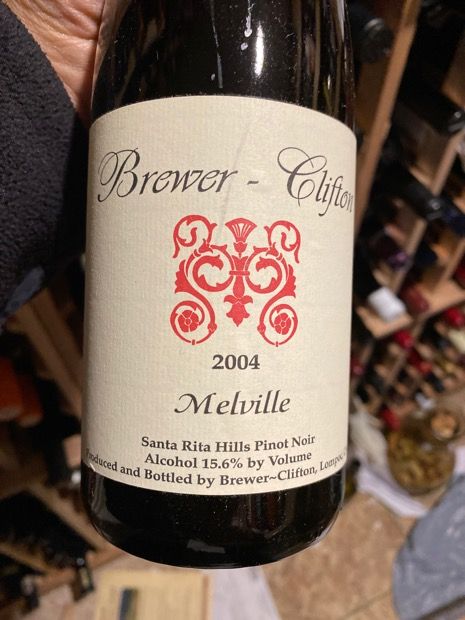 Brewer - Clifton
2004
Melville
Santa Rita Hills Pinot Noir
Alcohol 15.6% by Volume
Produced and Bottled by Brewer~Clifton, Lompoc